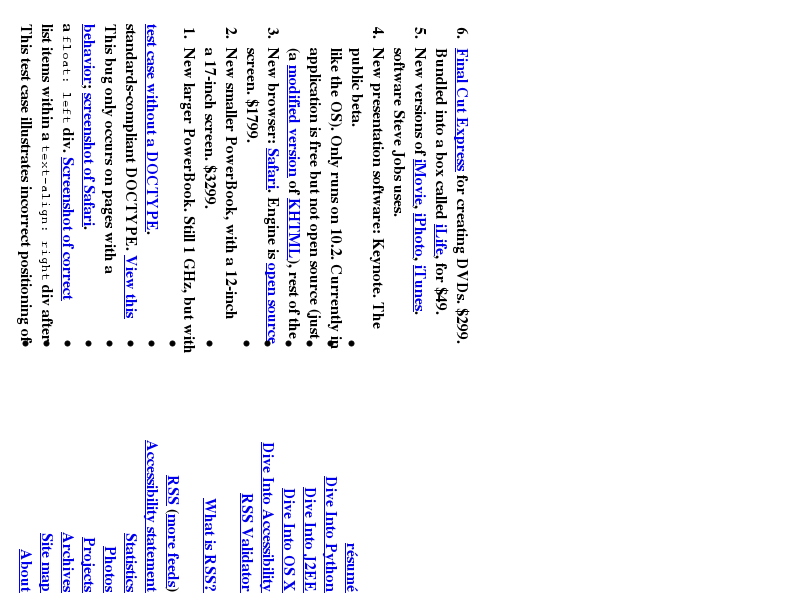 This test case illustrates incorrect positioning of
list items within a text-align: right div after
a float: left div. Screenshot of correct
behavior; screenshot of Safari.
This bug only occurs on pages with a
standards-compliant DOCTYPE. View this
test case without a DOCTYPE.
1. New larger PowerBook. Still 1 GHz, but with
a 17-inch screen. $3299.
2. New smaller PowerBook, with a 12-inch
screen. $1799.
3. New browser: Safari. Engine is open source
(a modified version of KHTML), rest of the
application is free but not open source (just
like the OS). Only runs on 10.2. Currently in
public beta.
4. New presentation software: Keynote. The
software Steve Jobs uses.
5. New versions of iMovie, iPhoto, iTunes.
Bundled into a box called iLife, for $49.
6. Final Cut Express for creating DVDs. $299.
About
Site map
Archives
Projects
Photos
Statistics
Accessibility statement
RSS (more feeds)
What is RSS?
RSS Validator
Dive Into Accessibility
Dive Into OS X
Dive Into J2EE
Dive Into Python
résumé